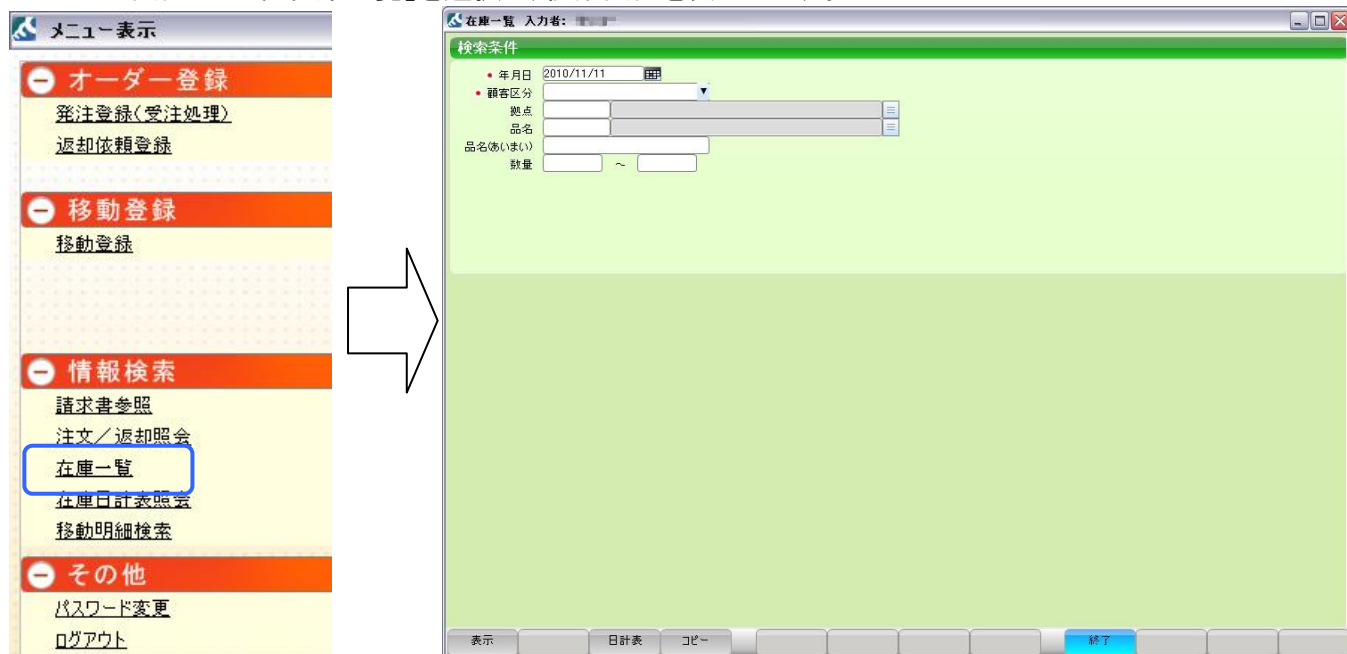 メニュー表示
オーダー登録
発注登録(受注処理)
返却依頼登録
移動登録
移動登録
情報検索
請求書参照
注文／返却照会
在庫一覧
在庫日計表照会
移動明細検索
その他
パスワード変更
ログアウト
在庫一覧 入力者:
検索条件
• 年月日 2010/11/11
• 顧客区分
拠点
品名
品名(あいまい)
数量 ～
表示 日計表 コピー 終了